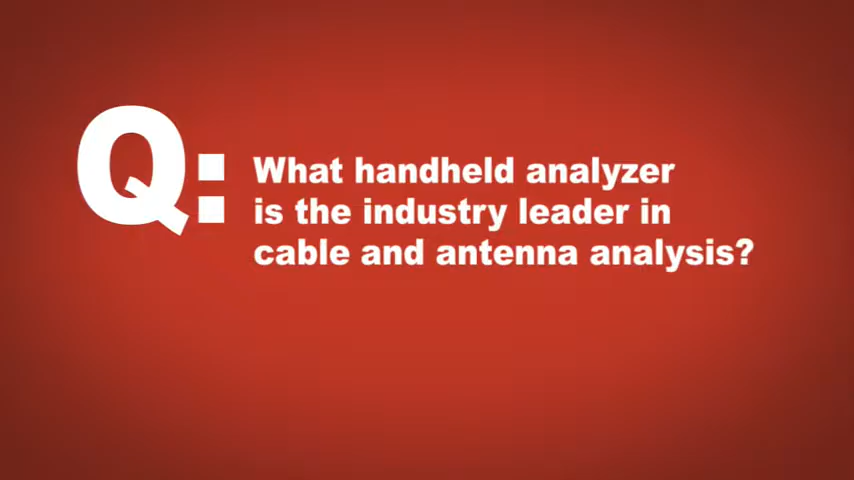 Q:
What handheld analyzer
is the industry leader in
cable and antenna analysis?